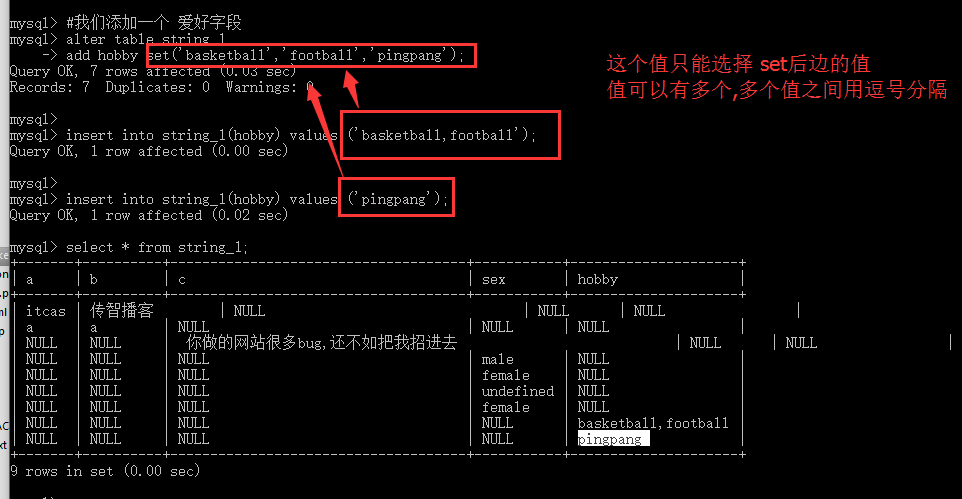 mysql> #我们添加一个 爱好字段
mysql> alter table string_1
-> add hobby set('basketball','football','pingpang');
Query OK, 7 rows affected (0.03 sec)
Records: 7  Duplicates: 0  Warnings: 0
这个值只能选择 set后边的值
值可以有多个,多个值之间用逗号分隔
mysql>
mysql> insert into string_1(hobby) values ('basketball,football');
Query OK, 1 row affected (0.00 sec)
mysql>
mysql> insert into string_1(hobby) values ('pingpang');
Query OK, 1 row affected (0.02 sec)
mysql> select * from string_1;
| a | b | c | sex | hobby |
| itcas | 传智播客 | NULL | NULL | NULL |
| a | a | NULL | NULL | NULL |
| NULL | NULL | 你做的网站很多bug,还不如把我招进去 | NULL | NULL |
| NULL | NULL | NULL | male | NULL |
| NULL | NULL | NULL | female | NULL |
| NULL | NULL | NULL | undefined | NULL |
| NULL | NULL | NULL | female | NULL |
| NULL | NULL | NULL | NULL | basketball,football |
| NULL | NULL | NULL | NULL | pingpang |
9 rows in set (0.00 sec)